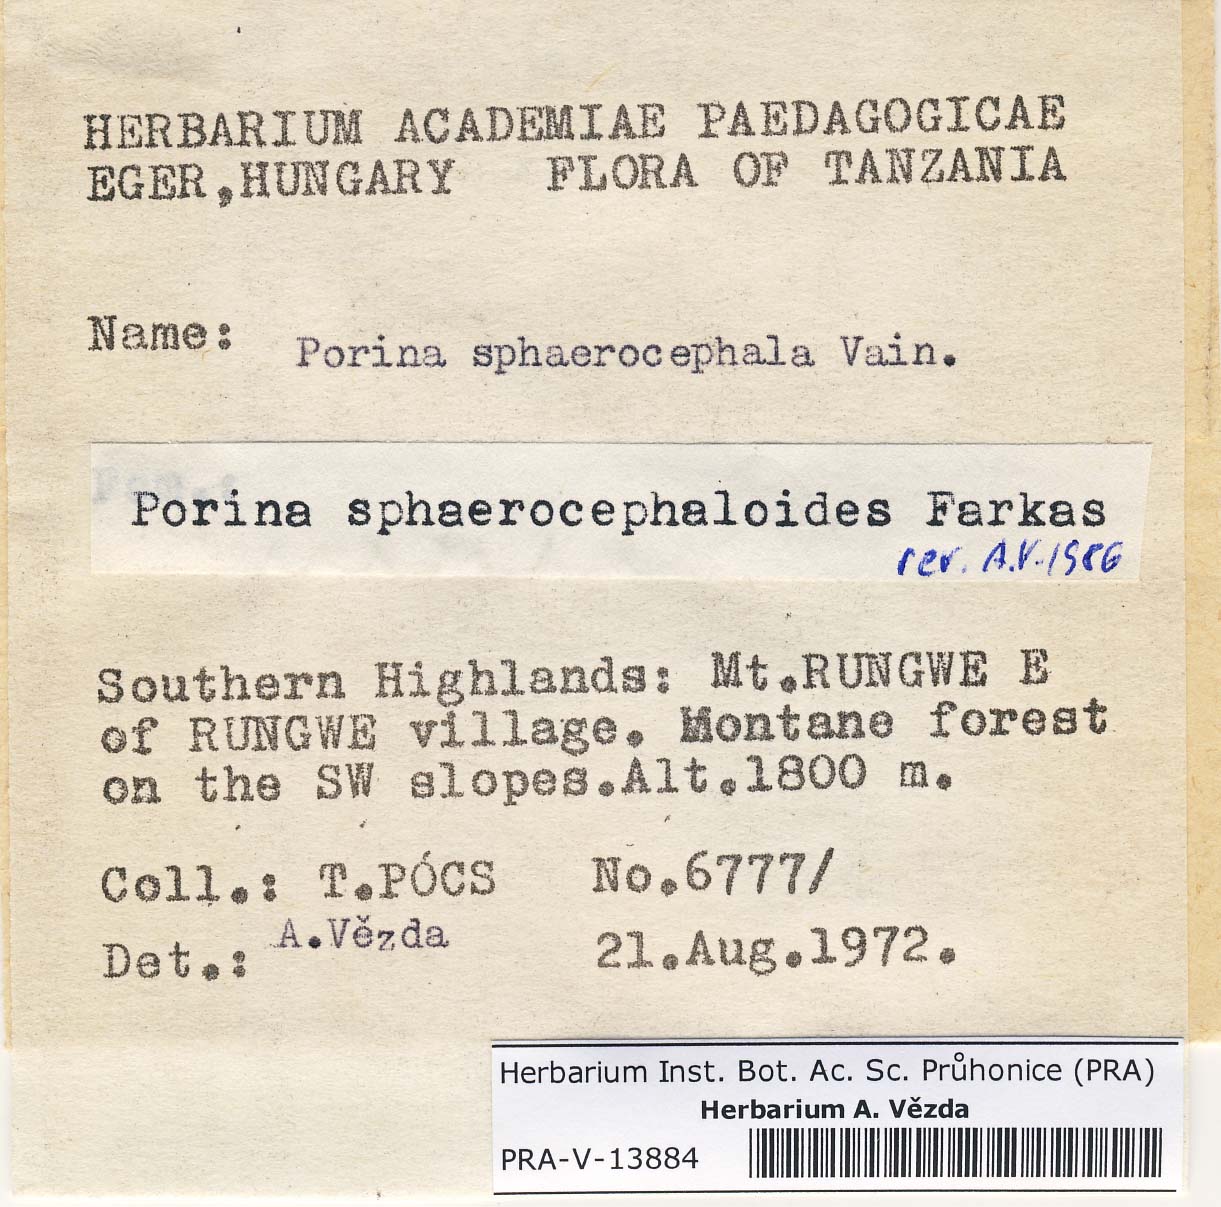 HERBARIUM ACADEMIAE PAEDAGOGICAE
EGER,HUNGARY FLORA OF TANZANIA
Name: Porina sphaerocephala Vain.
Fam.:
Porina sphaerocephaloides Farkas
rev. A.V. 1986
Southern Highlands: Mt.RUNGWE E
of RUNGWE village. Montane forest
on the SW slopes.Alt.1800 m.
Coll.: T.PÓCS No.6777/
Det.: A.Vězda 21.Aug.1972.
Herbarium Inst. Bot. Ac. Sc. Průhonice (PRA)
Herbarium A. Vězda
PRA-V-13884